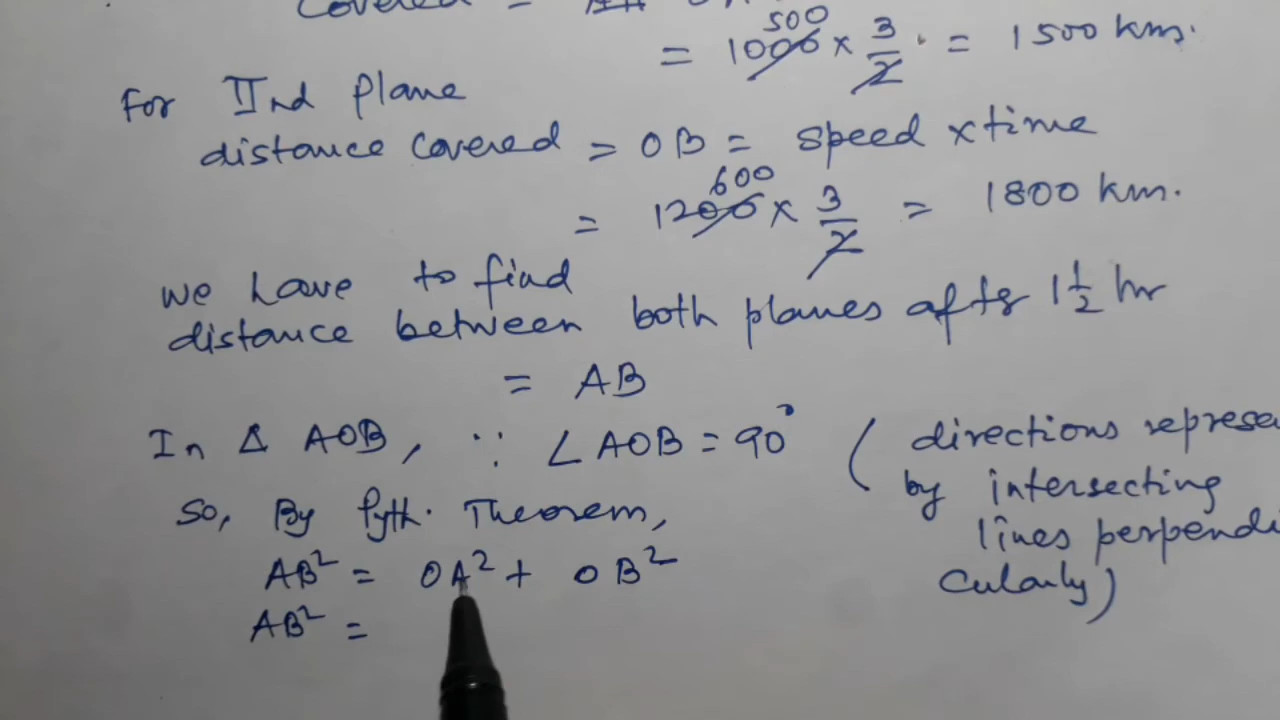 Covered =
500
= 1000 x 3/2 = 1500 km.
For IInd Plane
distance covered = OB = speed x time
600
= 1200 x 3/2 = 1800 km.
we have to find
distance between both planes after 1 1/2 hr
= AB
In Δ AOB, ∵ ∠AOB = 90° ( directions represe
by intersecting
So, By Pyth. Theorem, lines perpendi
AB² = OA² + OB² cularly)
AB² =